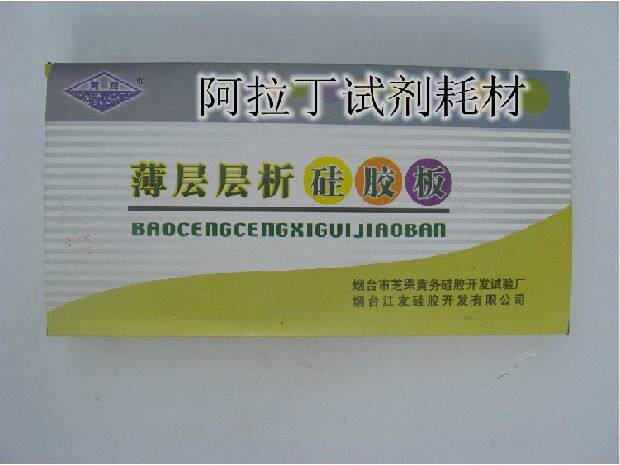 阿拉丁试剂耗材
薄层层析硅胶板
BAOCENGCENGXIGUIJIAOBAN
烟台市芝罘黄务硅胶开发试验厂
烟台江友硅胶开发有限公司